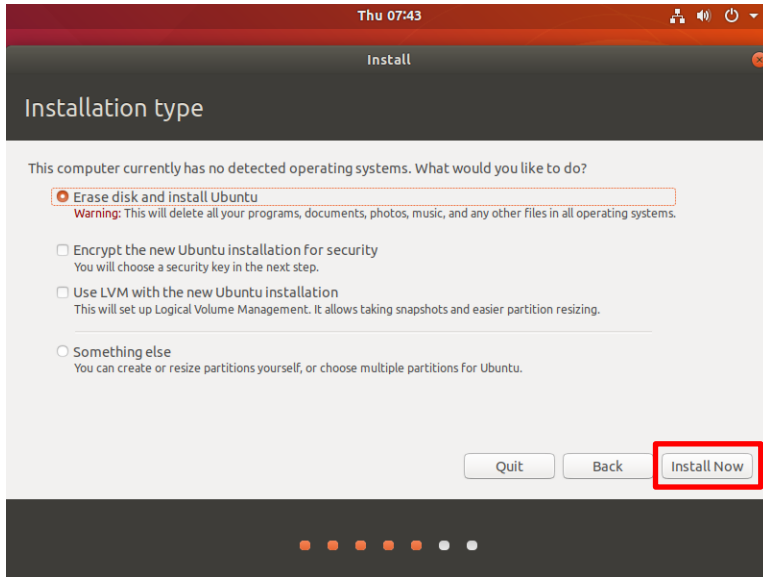 Thu 07:43
Install
Installation type
This computer currently has no detected operating systems. What would you like to do?
Erase disk and install Ubuntu
Warning: This will delete all your programs, documents, photos, music, and any other files in all operating systems.
Encrypt the new Ubuntu installation for security
You will choose a security key in the next step.
Use LVM with the new Ubuntu installation
This will set up Logical Volume Management. It allows taking snapshots and easier partition resizing.
Something else
You can create or resize partitions yourself, or choose multiple partitions for Ubuntu.
Quit Back Install Now